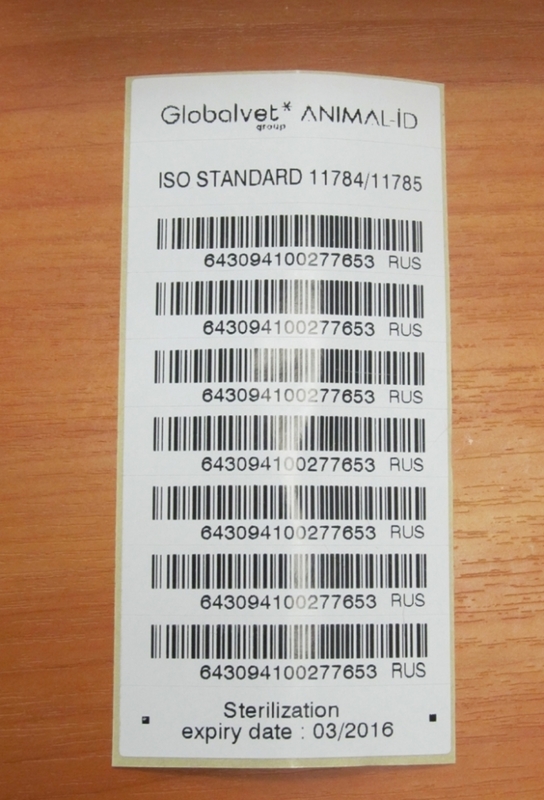 Globalvet* ANIMAL-ID
group
ISO STANDARD 11784/11785
643094100277653 RUS
643094100277653 RUS
643094100277653 RUS
643094100277653 RUS
643094100277653 RUS
643094100277653 RUS
643094100277653 RUS
Sterilization
expiry date : 03/2016